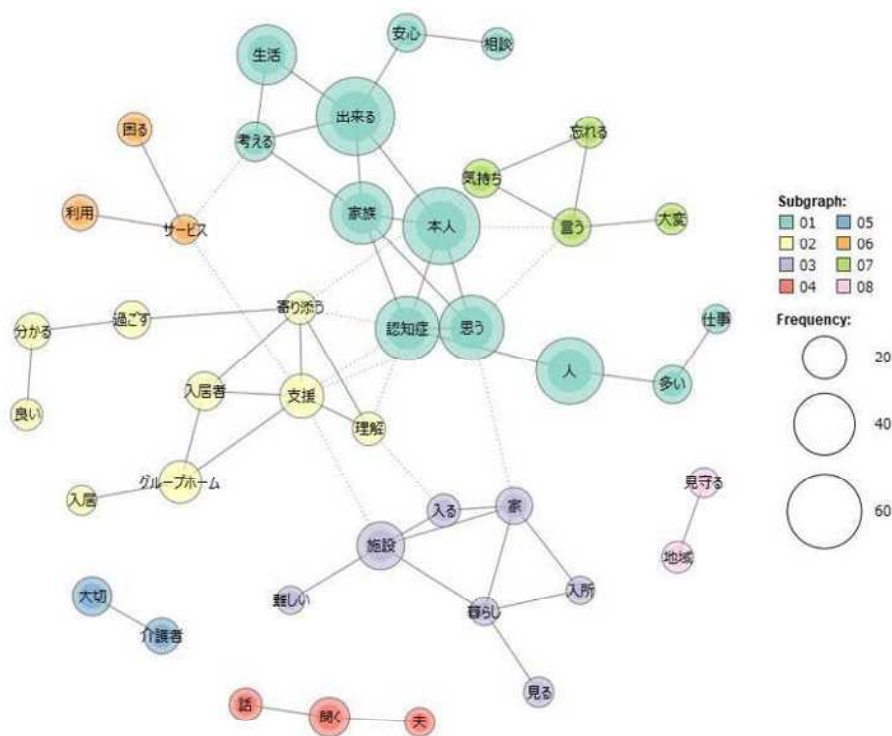 安心
相談
生活
出来る
困る
考える
忘れる
気持ち
利用
サービス
家族
本人
言う
大変
Subgraph:
01 05
02 06
03 07
04 08
Frequency:
20
40
60
分かる
過ごす
寄り添う
認知症
思う
仕事
人
多い
良い
入居者
支援
理解
入居
グループホーム
入る
家
見守る
地域
施設
難しい
暮らし
入所
大切
介護者
見る
話
聞く
夫